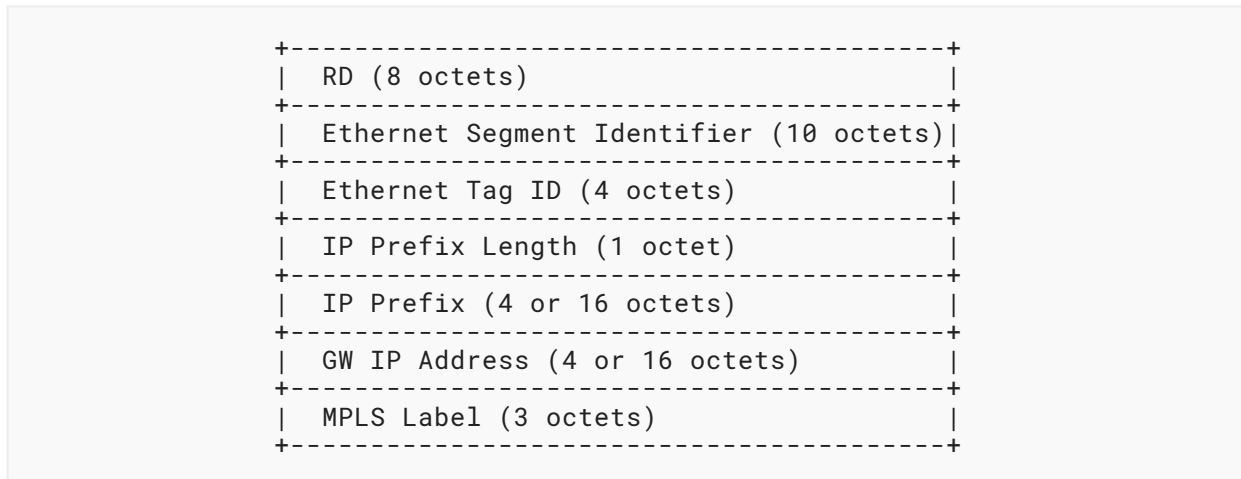 +-----------------------------------------+
|  RD (8 octets)                          |
+-----------------------------------------+
|  Ethernet Segment Identifier (10 octets)|
+-----------------------------------------+
|  Ethernet Tag ID (4 octets)             |
+-----------------------------------------+
|  IP Prefix Length (1 octet)             |
+-----------------------------------------+
|  IP Prefix (4 or 16 octets)             |
+-----------------------------------------+
|  GW IP Address (4 or 16 octets)         |
+-----------------------------------------+
|  MPLS Label (3 octets)                  |
+-----------------------------------------+